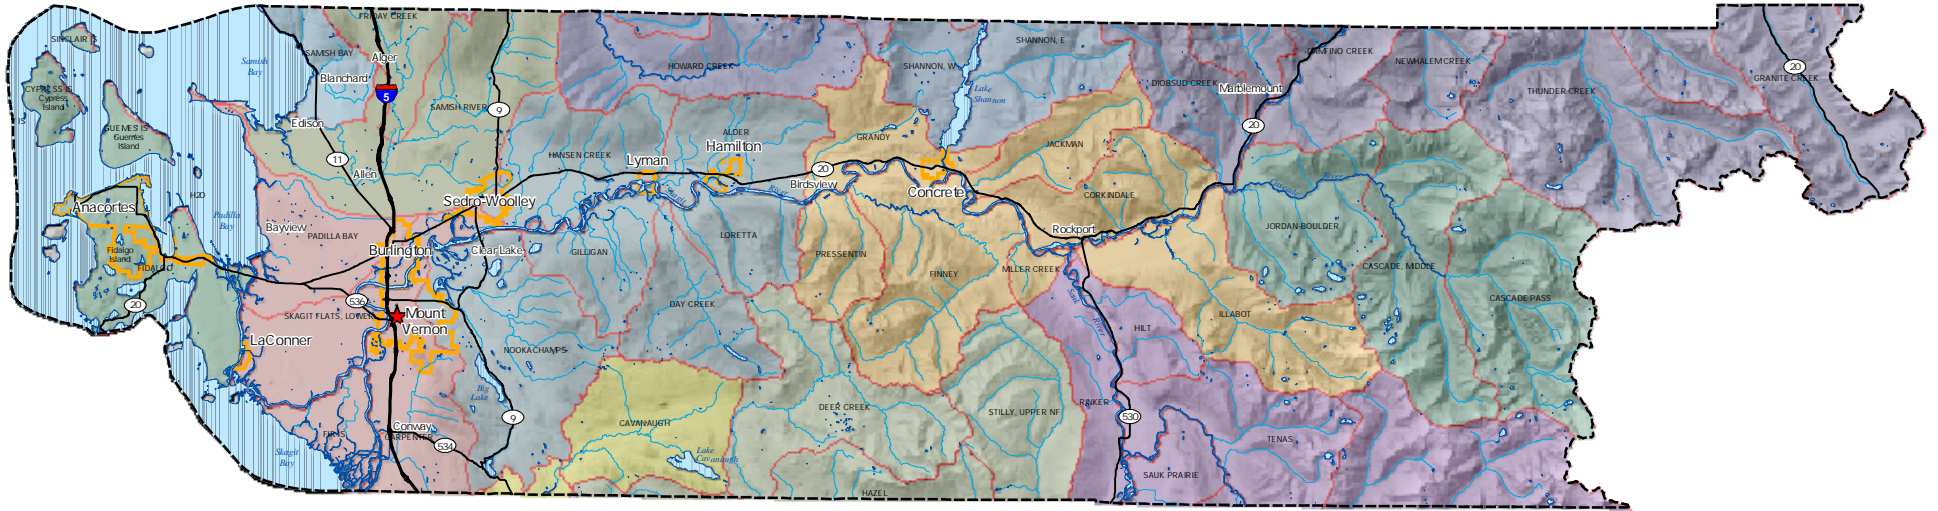 FRIDAY CREEK
SINCLAIR IS
SAMISH BAY
Alger
Samish
Bay
Blanchard
CYPRESS IS
Cypress
Island
5
SAMISH RIVER
9
HOWARD CREEK
SHANNON, W
SHANNON, E
Lake
Shannon
DIOBSUD CREEK
Marblemount
DAMFINO CREEK
NEWHALEM CREEK
THUNDER CREEK
20
GRANITE CREEK
GUEMES IS
Guemes
Island
Edison
11
Allen
HANSEN CREEK
ALDER
Lyman
Hamilton
GRANDY
20
Birdsview
JACKMAN
20
H2O
Anacortes
Padilla
Bay
Bayview
PADILLA BAY
Sedro-Woolley
Burlington
Clear Lake
GILLIGAN
LORETTA
Concrete
CORKINDALE
Rockport
Cascade
River
JORDAN-BOULDER
Fidalgo
Island
FIDALGO
PRESSENTIN
FINNEY
MILLER CREEK
CASCADE, MIDDLE
CASCADE PASS
20
536
SKAGIT FLATS, LOWER
Mount
Vernon
DAY CREEK
Sauk
River
HILT
ILLABOT
LaConner
NOOKACHAMPS
Big
Lake
9
CAVANAUGH
DEER CREEK
STILLY, UPPER NF
RINKER
530
TENAS
Conway
CARPENTER
534
FIR IS
Skagit
Bay
Lake
Cavanaugh
HAZEL
SAUK PRAIRIE